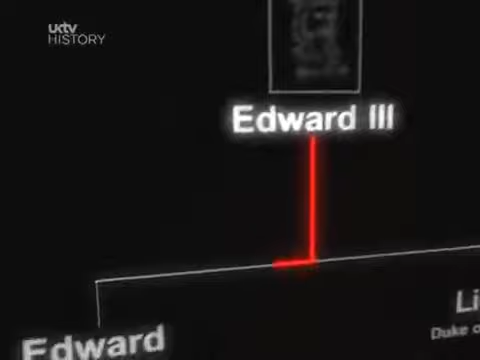 uktv
HISTORY
Edward III
Edward
Li
Duke o